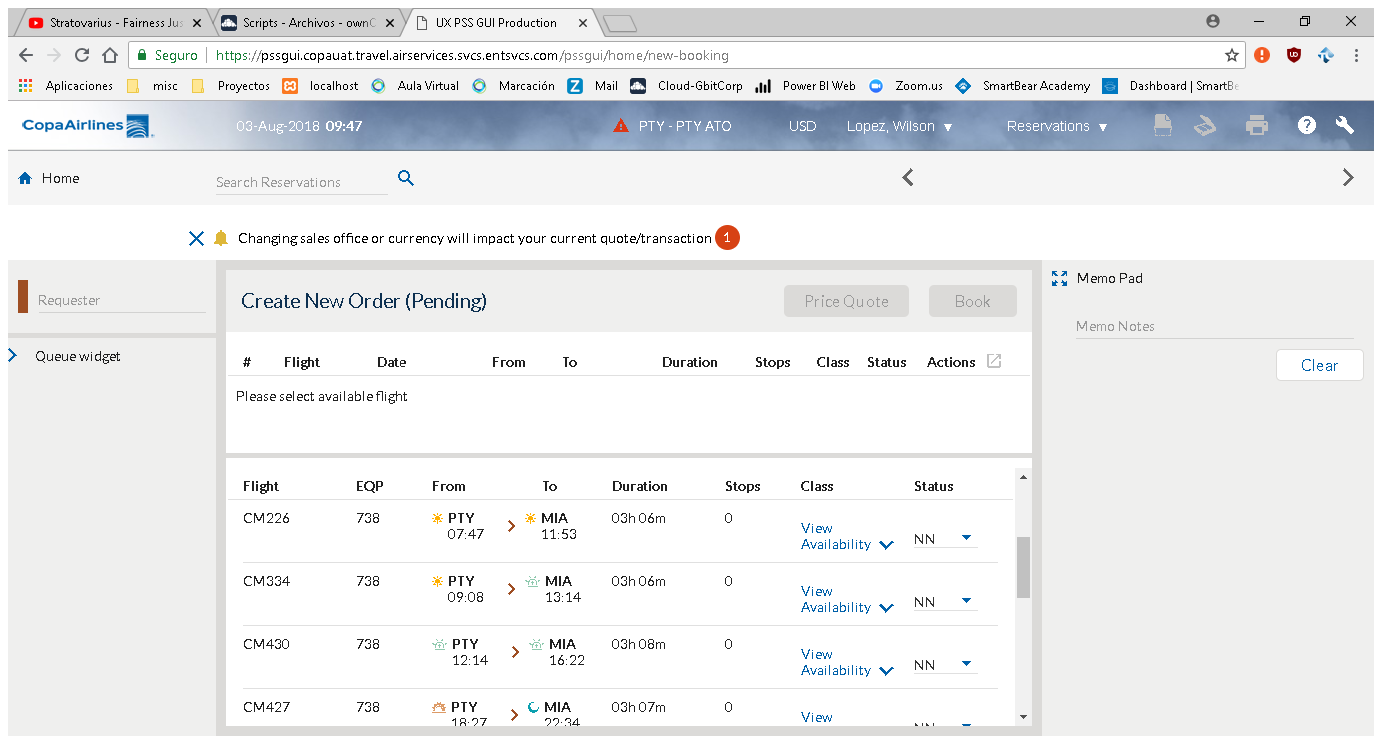 Stratovarius - Fairness Jus
Scripts - Archivos - ownC
UX PSS GUI Production
Seguro
https://pssgui.copauat.travel.airservices.svcs.entsvcs.com/pssgui/home/new-booking
Aplicaciones misc Proyectos localhost Aula Virtual Marcación Mail Cloud-GbitCorp Power BI Web Zoom.us SmartBear Academy Dashboard | SmartBe
CopaAirlines 03-Aug-2018 09:47 PTY - PTY ATO USD Lopez, Wilson Reservations
Home Search Reservations
Changing sales office or currency will impact your current quote/transaction 1
Requester
Queue widget
Create New Order (Pending) Price Quote Book
# Flight Date From To Duration Stops Class Status Actions
Please select available flight
Flight EQP From To Duration Stops Class Status
CM226 738 PTY MIA 03h 06m 0
07:47 11:53
View
Availability NN
CM334 738 PTY MIA 03h 06m 0
09:08 13:14
View
Availability NN
CM430 738 PTY MIA 03h 08m 0
12:14 16:22
View
Availability NN
CM427 738 PTY MIA 03h 07m 0
18:27 22:34
View
NN
Memo Pad
Memo Notes
Clear